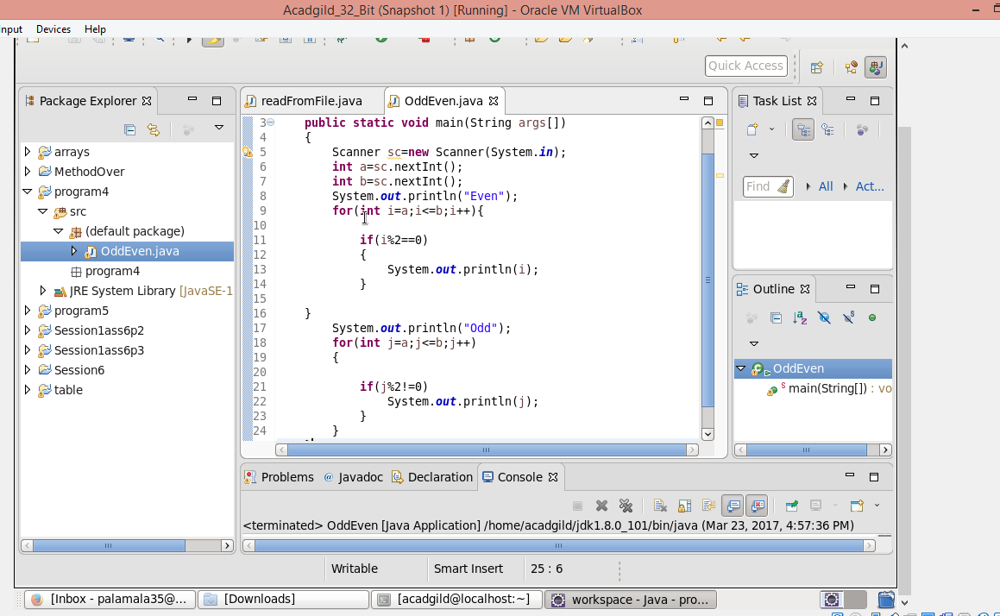 Acadgild_32_Bit (Snapshot 1) [Running] - Oracle VM VirtualBox
nput Devices Help
Quick Access
Package Explorer
readFromFile.java
OddEven.java
Task List
arrays
MethodOver
program4
src
(default package)
OddEven.java
program4
JRE System Library [JavaSE-1
program5
Session1ass6p2
Session1ass6p3
Session6
table
3 public static void main(String args[])
4 {
5 Scanner sc=new Scanner(System.in);
6 int a=sc.nextInt();
7 int b=sc.nextInt();
8 System.out.println("Even");
9 for(int i=a;i<=b;i++){
10
11 if(i%2==0)
12 {
13 System.out.println(i);
14 }
15
16 }
17 System.out.println("Odd");
18 for(int j=a;j<=b;j++)
19 {
20
21 if(j%2!=0)
22 System.out.println(j);
23 }
24 }
Find All Act...
Outline
OddEven
main(String[]) : vo
Problems @ Javadoc Declaration Console
<terminated> OddEven [Java Application] /home/acadgild/jdk1.8.0_101/bin/java (Mar 23, 2017, 4:57:36 PM)
Writable Smart Insert 25 : 6
[Inbox - palamala35@... [Downloads] [acadgild@localhost:~] workspace - Java - pro...